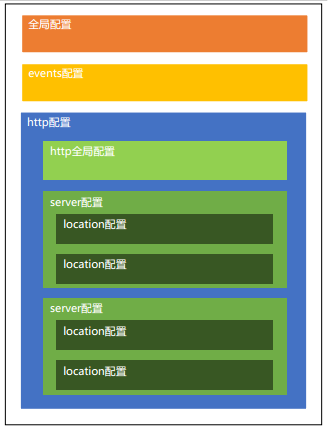 全局配置
events配置
http配置
http全局配置
server配置
location配置
location配置
server配置
location配置
location配置